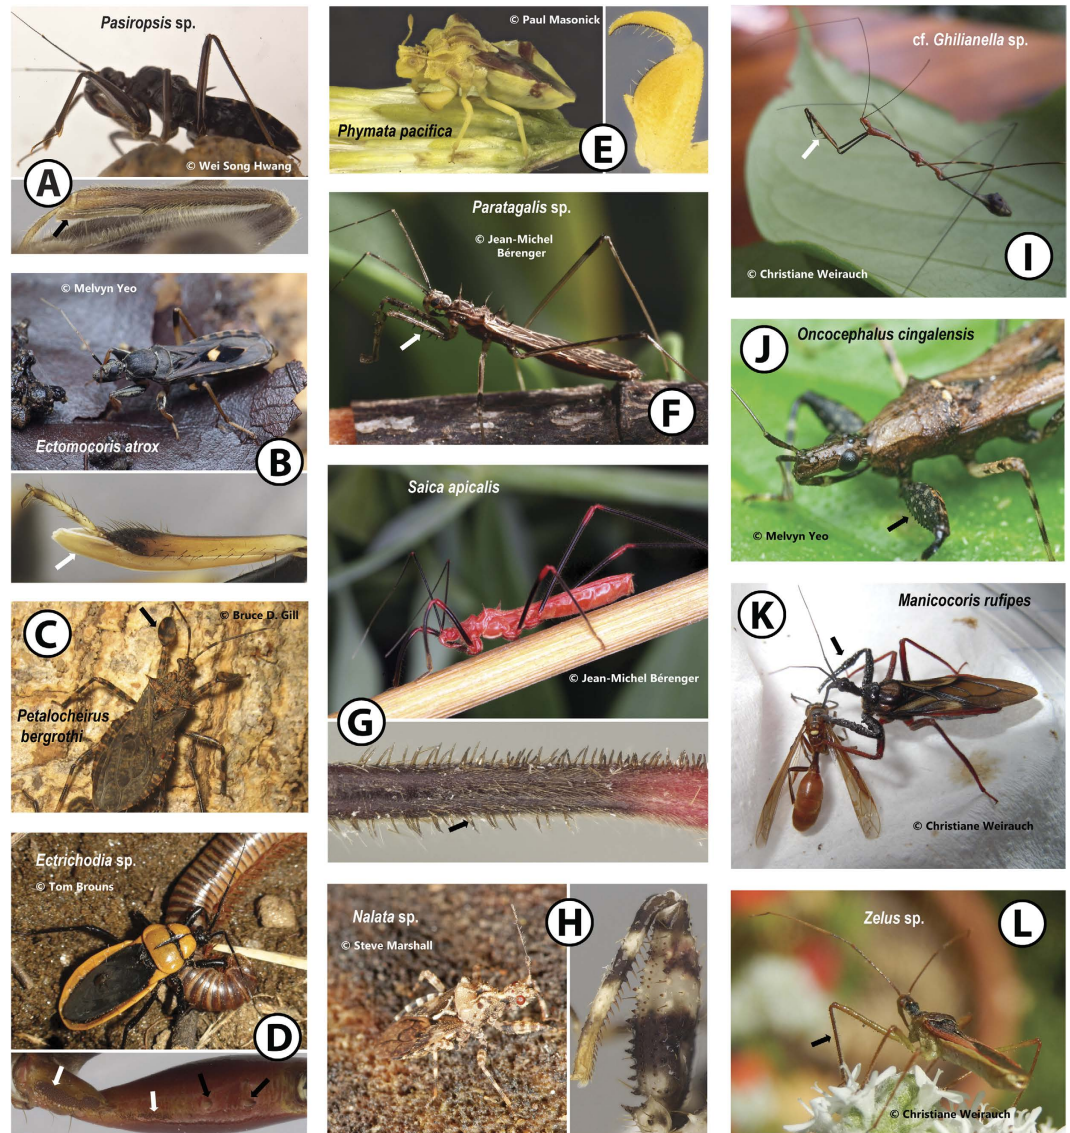 Pasiropsis sp.
© Wei Song Hwang
A
© Melvyn Yeo
Ectomocoris atrox
B
C
© Bruce D. Gill
Petalocheirus
bergrothi
Ectrichodia sp.
© Tom Brouns
D
© Paul Masonick
Phymata pacifica
E
Paratagalis sp.
© Jean-Michel
Bérenger
F
Saica apicalis
© Jean-Michel Bérenger
G
Nalata sp.
© Steve Marshall
H
cf. Ghilianella sp.
© Christiane Weirauch
I
J
Oncocephalus cingalensis
© Melvyn Yeo
K
Manicocoris rufipes
© Christiane Weirauch
Zelus sp.
L
© Christiane Weirauch